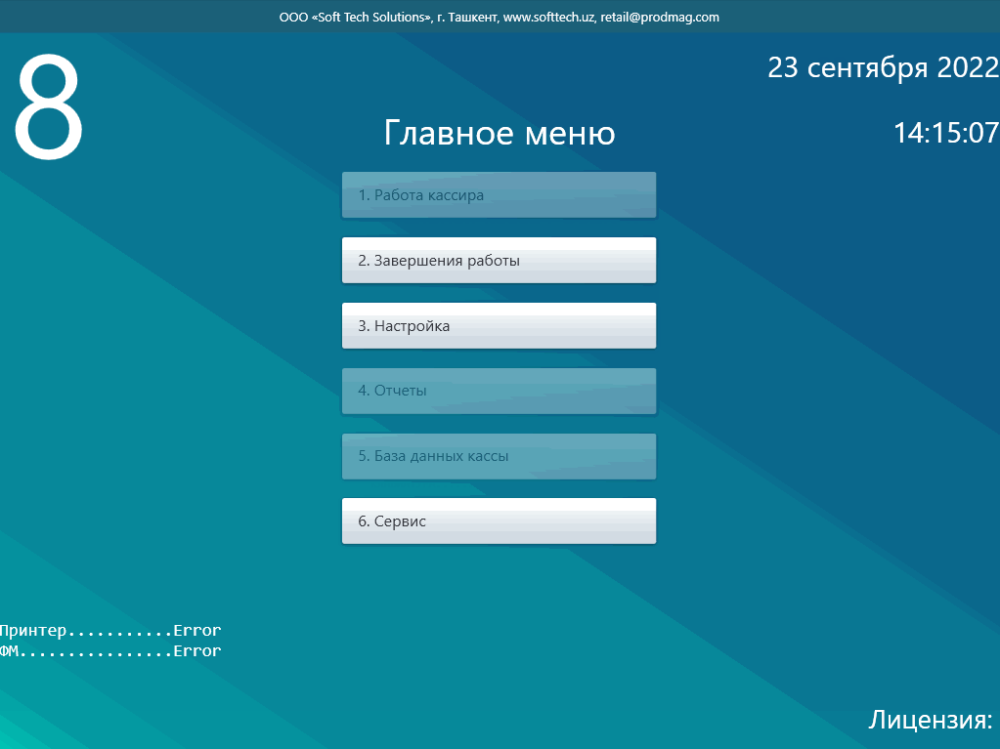 ООО «Soft Tech Solutions», г. Ташкент, www.softtech.uz, retail@prodmag.com
8
23 сентября 2022
Главное меню
14:15:07
1. Работа кассира
2. Завершения работы
3. Настройка
4. Отчеты
5. База данных кассы
6. Сервис
Принтер...........Error
ФМ................Error
Лицензия: